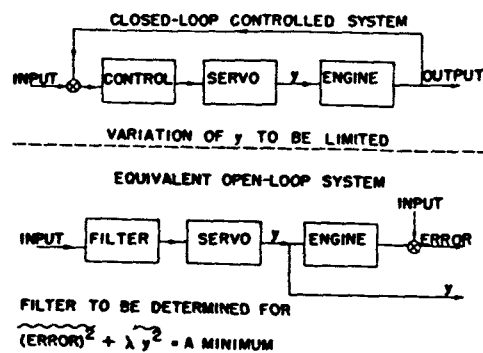 CLOSED-LOOP CONTROLLED SYSTEM
INPUT
CONTROL
SERVO
y
ENGINE
OUTPUT
VARIATION OF y TO BE LIMITED
EQUIVALENT OPEN-LOOP SYSTEM
INPUT
INPUT
FILTER
SERVO
y
ENGINE
ERROR
y
FILTER TO BE DETERMINED FOR
(ERROR)² + λ y² = A MINIMUM